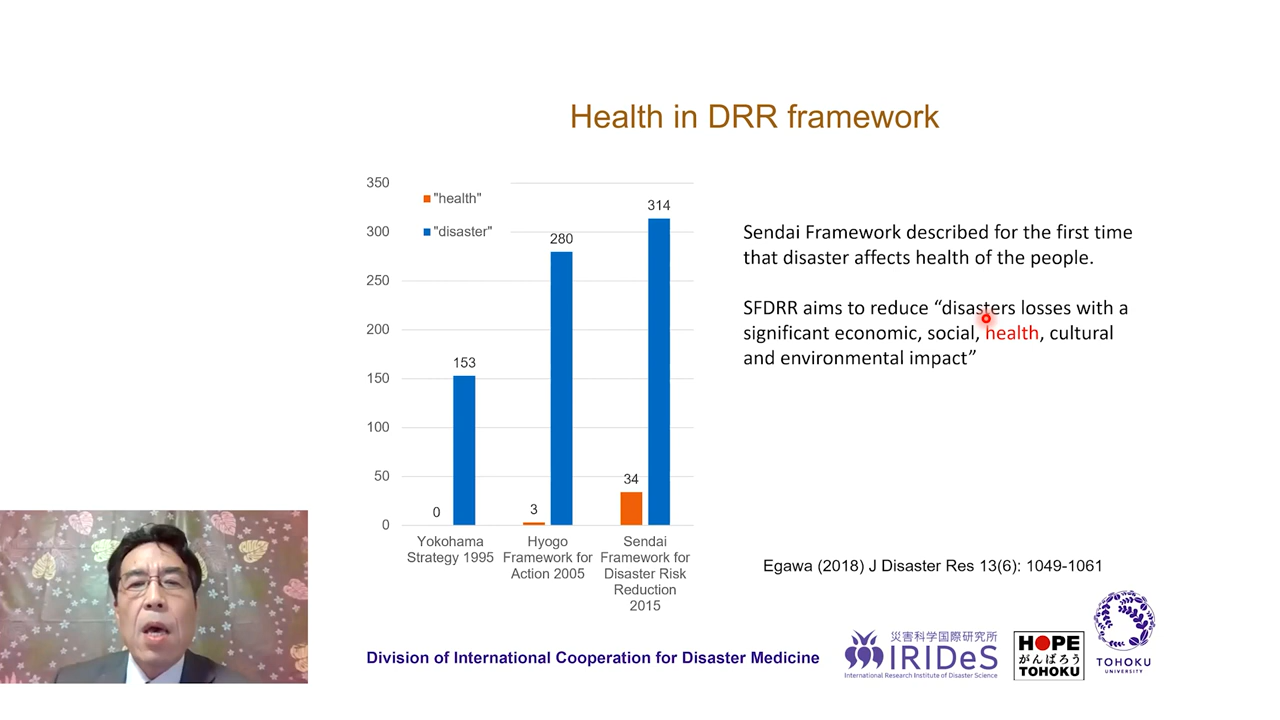 Health in DRR framework
350
300
250
200
150
100
50
0
"health"
"disaster"
0
153
3
280
34
314
Yokohama
Strategy 1995
Hyogo
Framework for
Action 2005
Sendai
Framework for
Disaster Risk
Reduction
2015
Sendai Framework described for the first time
that disaster affects health of the people.
SFDRR aims to reduce “disasters losses with a
significant economic, social, health, cultural
and environmental impact”
Egawa (2018) J Disaster Res 13(6): 1049-1061
Division of International Cooperation for Disaster Medicine
災害科学国際研究所
IRIDeS
International Research Institute of Disaster Science
HOPE
がんばろう
TOHOKU
TOHOKU
UNIVERSITY